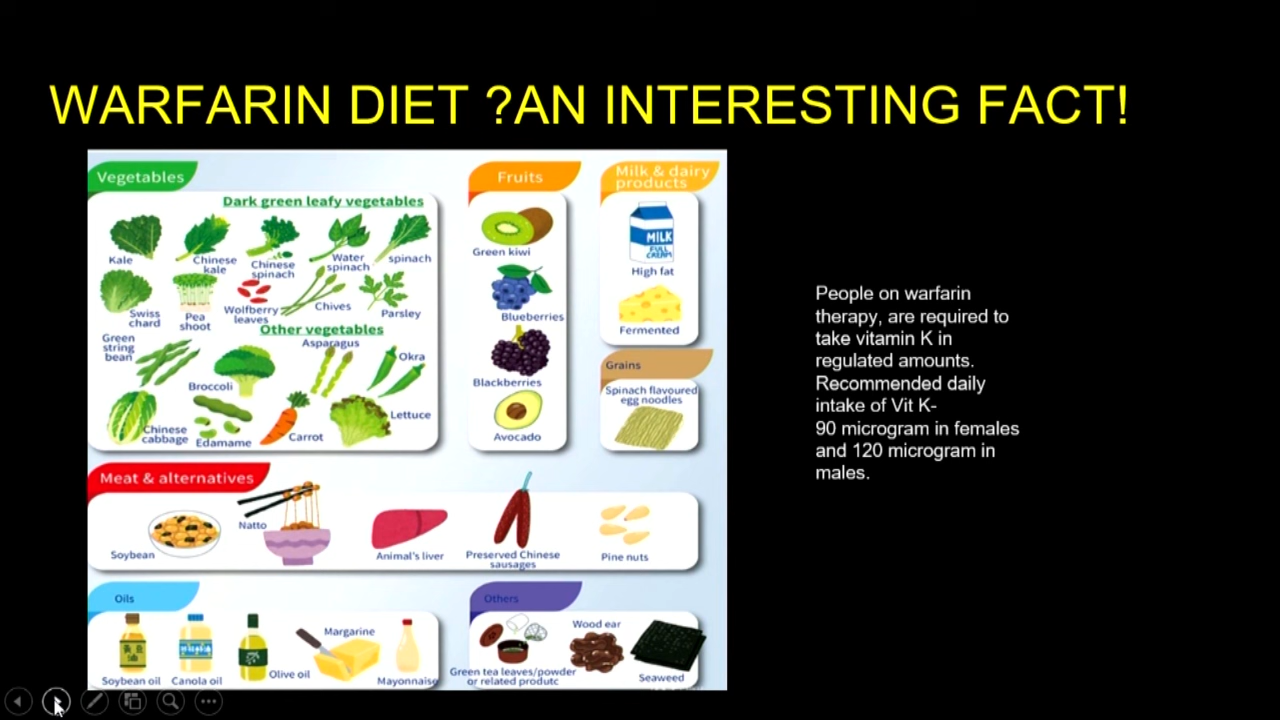 WARFARIN DIET ?AN INTERESTING FACT!
Vegetables
Dark green leafy vegetables
Kale
Chinese
kale
Chinese
spinach
Water
spinach
spinach
Swiss
chard
Pea
shoot
Wolfberry
leaves
Chives
Parsley
Other vegetables
Green
string
bean
Broccoli
Asparagus
Okra
Chinese
cabbage
Edamame
Carrot
Lettuce
Fruits
Green kiwi
Blueberries
Blackberries
Avocado
Milk & dairy
products
MILK
FULL
CREAM
High fat
Fermented
Grains
Spinach flavoured
egg noodles
Meat & alternatives
Soybean
Natto
Animal's liver
Preserved Chinese
sausages
Pine nuts
Oils
Soybean oil
Canola oil
Olive oil
Margarine
Mayonnaise
Others
Green tea leaves/powder
or related produtc
Wood ear
Seaweed
People on warfarin
therapy, are required to
take vitamin K in
regulated amounts.
Recommended daily
intake of Vit K-
90 microgram in females
and 120 microgram in
males.